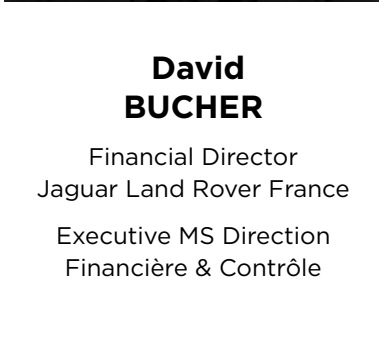 David
BUCHER
Financial Director
Jaguar Land Rover France
Executive MS Direction
Financière & Contrôle